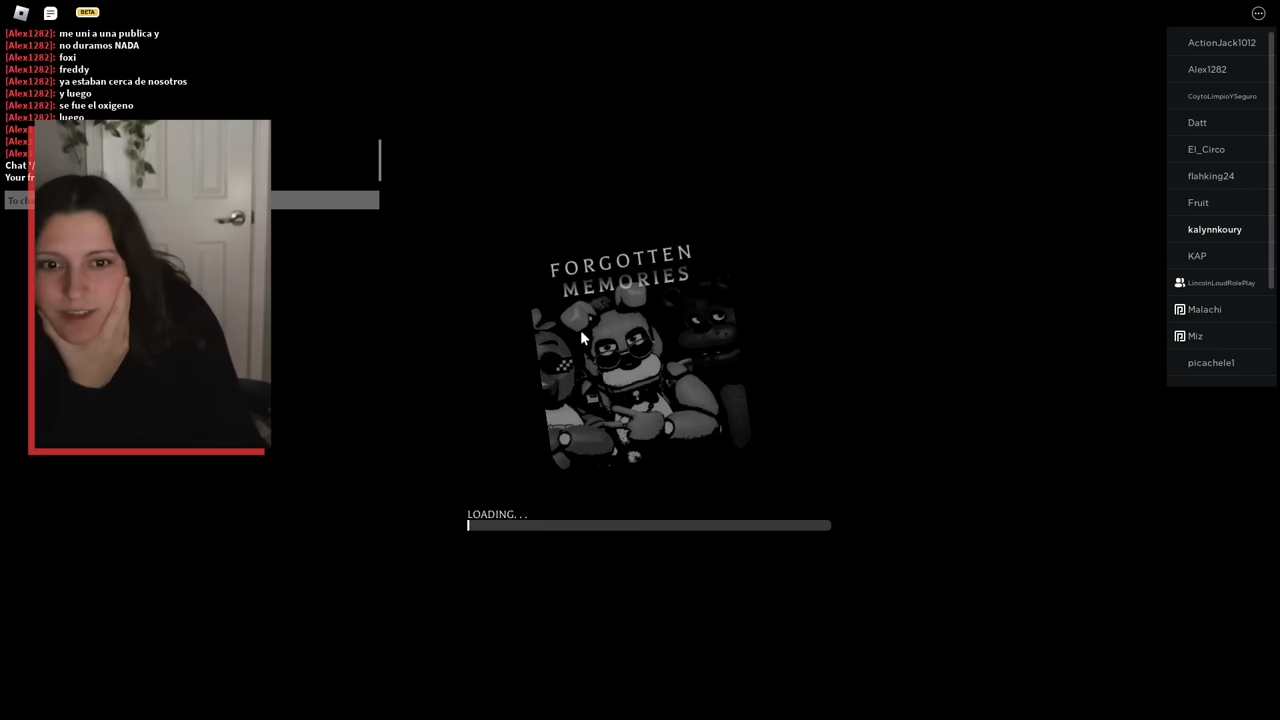 BETA
[Alex1282]: me uni a una publica y
[Alex1282]: no duramos NADA
[Alex1282]: foxi
[Alex1282]: freddy
[Alex1282]: ya estaban cerca de nosotros
[Alex1282]: y luego
[Alex1282]: se fue el oxigeno
[Alex1282]: luego
Chat
Your
FORGOTTEN
MEMORIES
LOADING. . .
ActionJack1012
Alex1282
CoytoLimpioYSeguro
Datt
El_Circo
flahking24
Fruit
kalynnkoury
KAP
LincolnLoudRolePlay
Malachi
Miz
picachele1